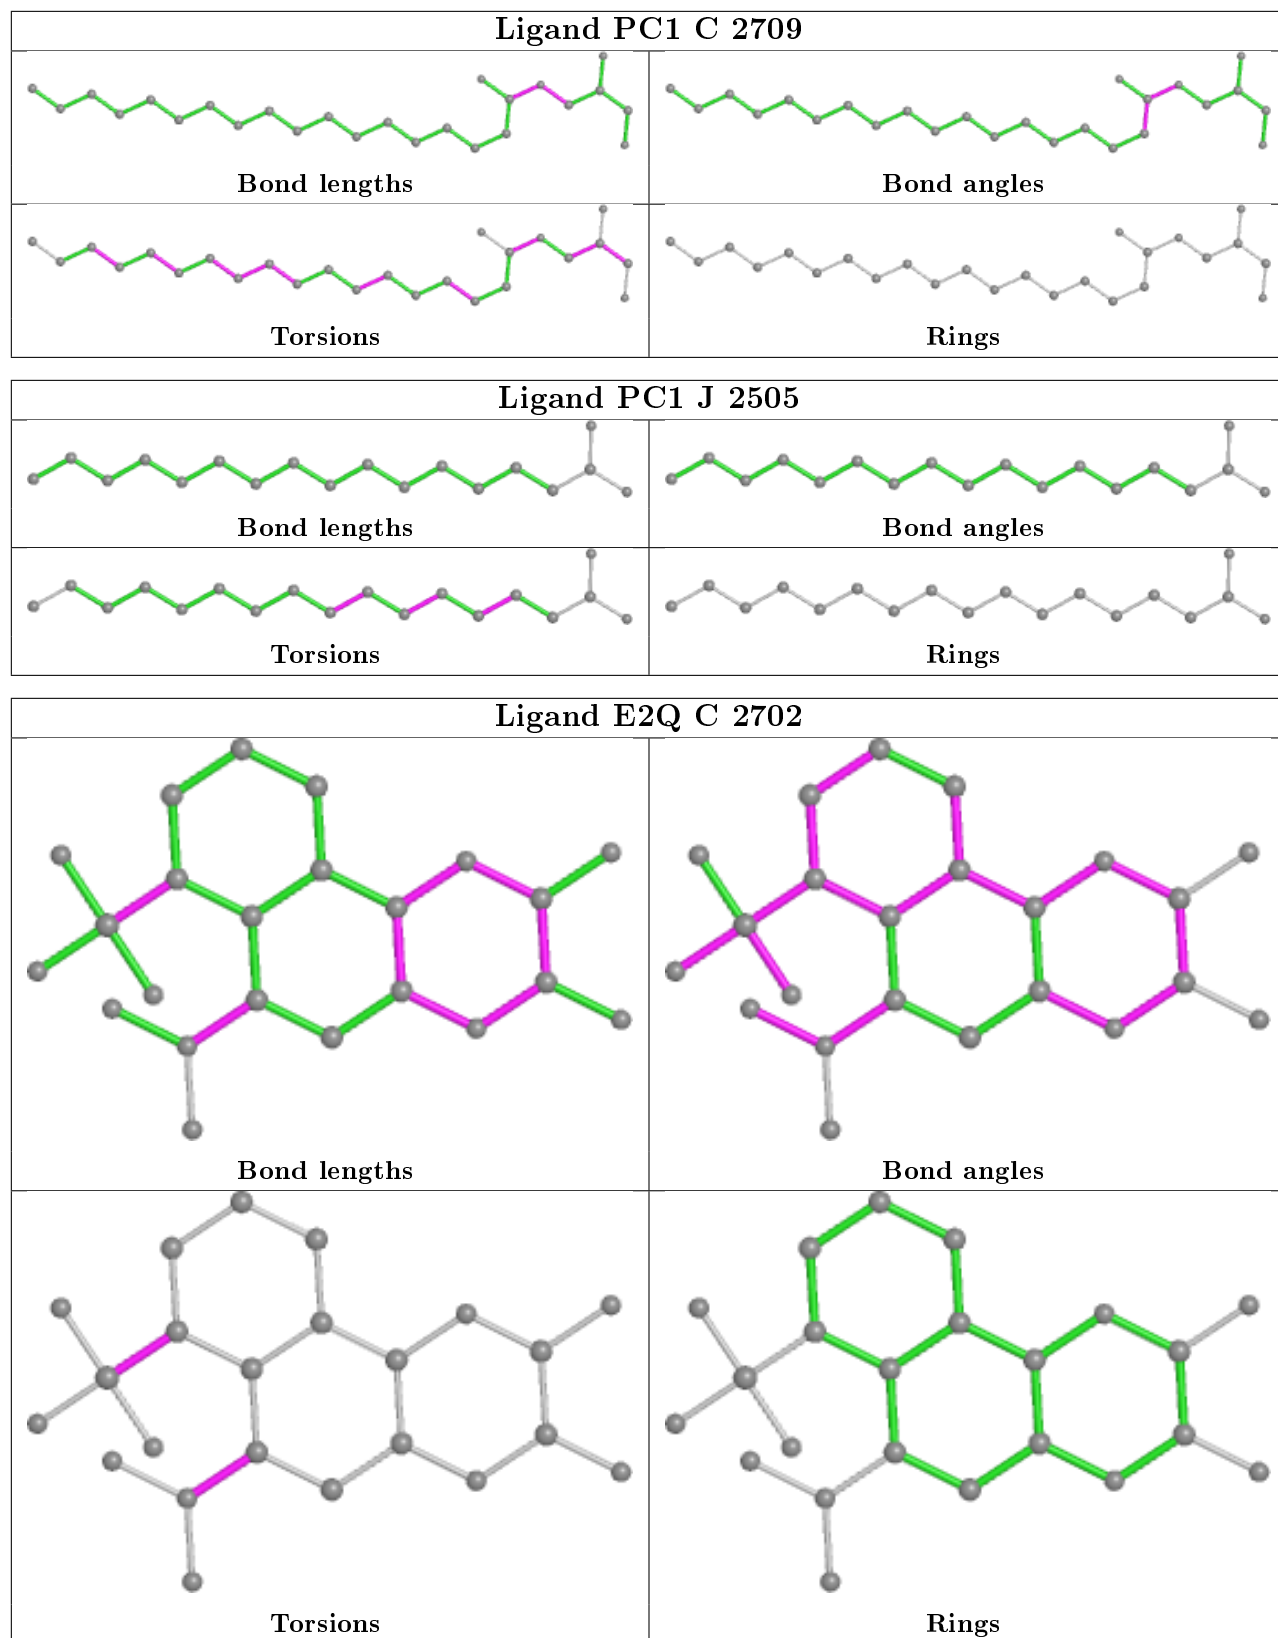 Ligand PC1 C 2709
Bond lengths
Bond angles
Torsions
Rings
Ligand PC1 J 2505
Bond lengths
Bond angles
Torsions
Rings
Ligand E2Q C 2702
Bond lengths
Bond angles
Torsions
Rings